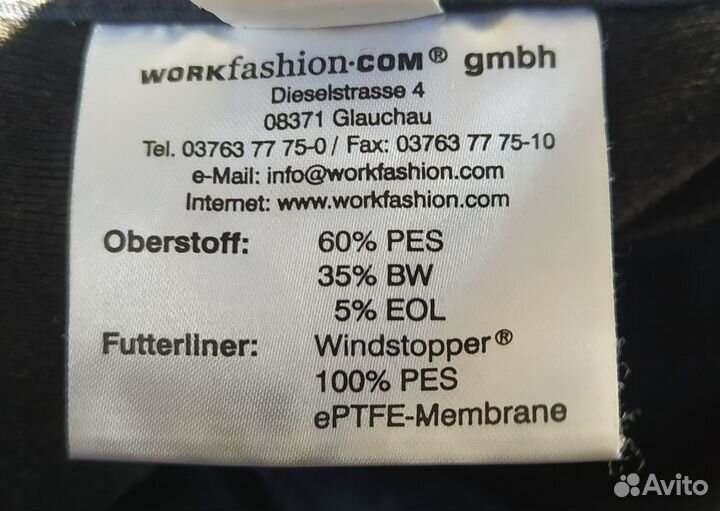 WORKfashion.COM® gmbh
Dieselstrasse 4
08371 Glauchau
Tel. 03763 77 75-0 / Fax: 03763 77 75-10
e-Mail: info@workfashion.com
Internet: www.workfashion.com
Oberstoff: 60% PES
35% BW
5% EOL
Futterliner: Windstopper®
100% PES
ePTFE-Membrane
Avito